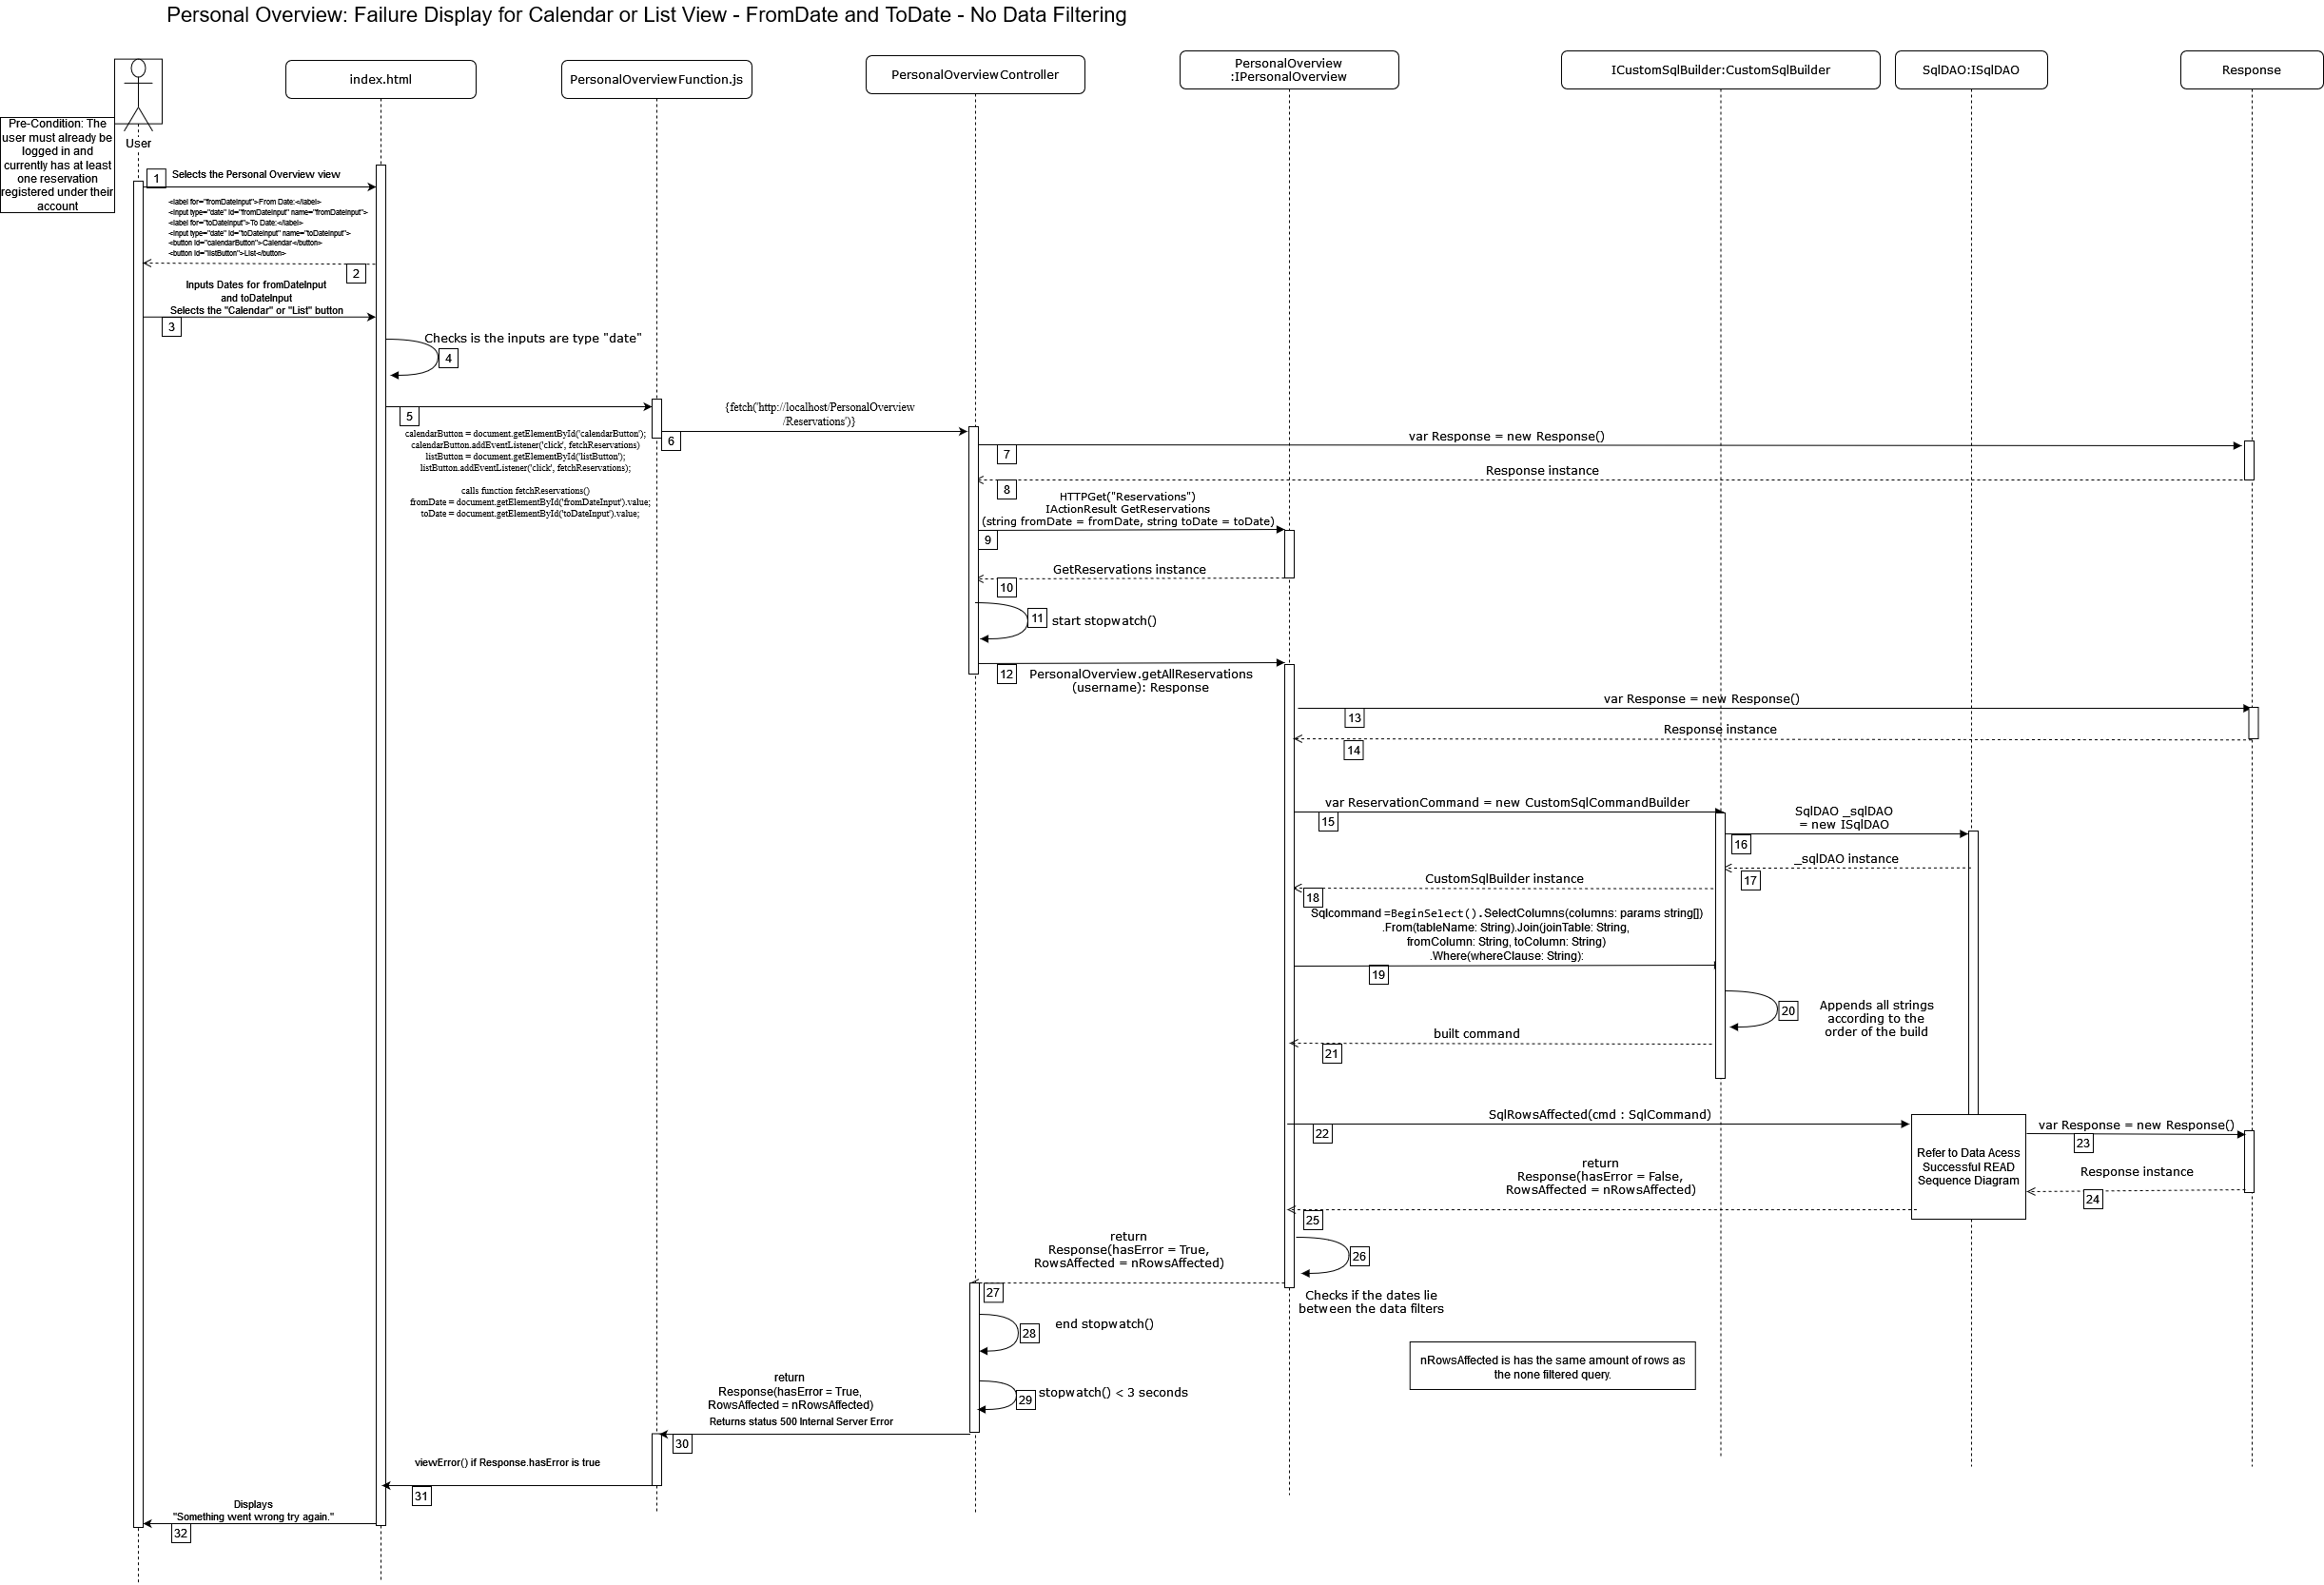 Personal Overview: Failure Display for Calendar or List View - FromDate and ToDate - No Data Filtering
User
index.html
PersonalOverviewFunction.js
PersonalOverviewController
PersonalOverview
:IPersonalOverview
ICustomSqlBuilder:CustomSqlBuilder
SqlDAO:ISqlDAO
Response
Pre-Condition: The
user must already be
logged in and
currently has at least
one reservation
registered under their
account
1
Selects the Personal Overview view
<label for="fromDateInput">From Date:</label>
<input type="date" id="fromDateInput" name="fromDateInput">
<label for="toDateInput">To Date:</label>
<input type="date" id="toDateInput" name="toDateInput">
<button id="calendarButton">Calendar</button>
<button id="listButton">List</button>
2
Inputs Dates for fromDateInput
and toDateInput
Selects the "Calendar" or "List" button
3
Checks is the inputs are type "date"
4
5
calendarButton = document.getElementById('calendarButton');
calendarButton.addEventListener('click', fetchReservations)
listButton = document.getElementById('listButton');
listButton.addEventListener('click', fetchReservations);
calls function fetchReservations()
fromDate = document.getElementById('fromDateInput').value;
toDate = document.getElementById('toDateInput').value;
{fetch('http://localhost/PersonalOverview
/Reservations')}
6
var Response = new Response()
7
Response instance
8
HTTPGet("Reservations")
IActionResult GetReservations
(string fromDate = fromDate, string toDate = toDate)
9
GetReservations instance
10
11
start stopwatch()
12
PersonalOverview.getAllReservations
(username): Response
var Response = new Response()
13
Response instance
14
var ReservationCommand = new CustomSqlCommandBuilder
15
SqlDAO _sqlDAO
= new ISqlDAO
16
_sqlDAO instance
17
CustomSqlBuilder instance
18
Sqlcommand =BeginSelect().SelectColumns(columns: params string[])
.From(tableName: String).Join(joinTable: String,
fromColumn: String, toColumn: String)
.Where(whereClause: String):
19
20
Appends all strings
according to the
order of the build
built command
21
SqlRowsAffected(cmd : SqlCommand)
22
Refer to Data Acess
Successful READ
Sequence Diagram
var Response = new Response()
23
Response instance
24
return
Response(hasError = False,
RowsAffected = nRowsAffected)
25
26
Checks if the dates lie
between the data filters
return
Response(hasError = True,
RowsAffected = nRowsAffected)
27
28
end stopwatch()
nRowsAffected is has the same amount of rows as
the none filtered query.
29
stopwatch() < 3 seconds
return
Response(hasError = True,
RowsAffected = nRowsAffected)
Returns status 500 Internal Server Error
30
viewError() if Response.hasError is true
31
Displays
"Something went wrong try again."
32